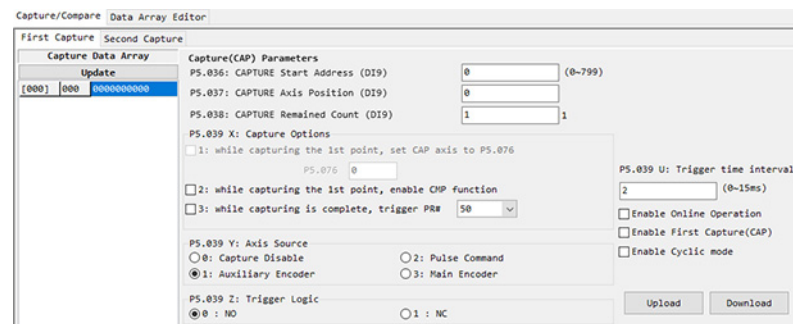 Capture/Compare Data Array Editor
First Capture Second Capture
Capture Data Array
Update
[000] 000 0000000000
Capture(CAP) Parameters
P5.036: CAPTURE Start Address (DI9) 0 (0~799)
P5.037: CAPTURE Axis Position (DI9) 0
P5.038: CAPTURE Remained Count (DI9) 1 1
P5.039 X: Capture Options
1: while capturing the 1st point, set CAP axis to P5.076
P5.076 0
2: while capturing the 1st point, enable CMP function
3: while capturing is complete, trigger PR# 50
P5.039 Y: Axis Source
0: Capture Disable 2: Pulse Command
1: Auxiliary Encoder 3: Main Encoder
P5.039 Z: Trigger Logic
0 : NO 1 : NC
P5.039 U: Trigger time interval
2 (0~15ms)
Enable Online Operation
Enable First Capture(CAP)
Enable Cyclic mode
Upload Download